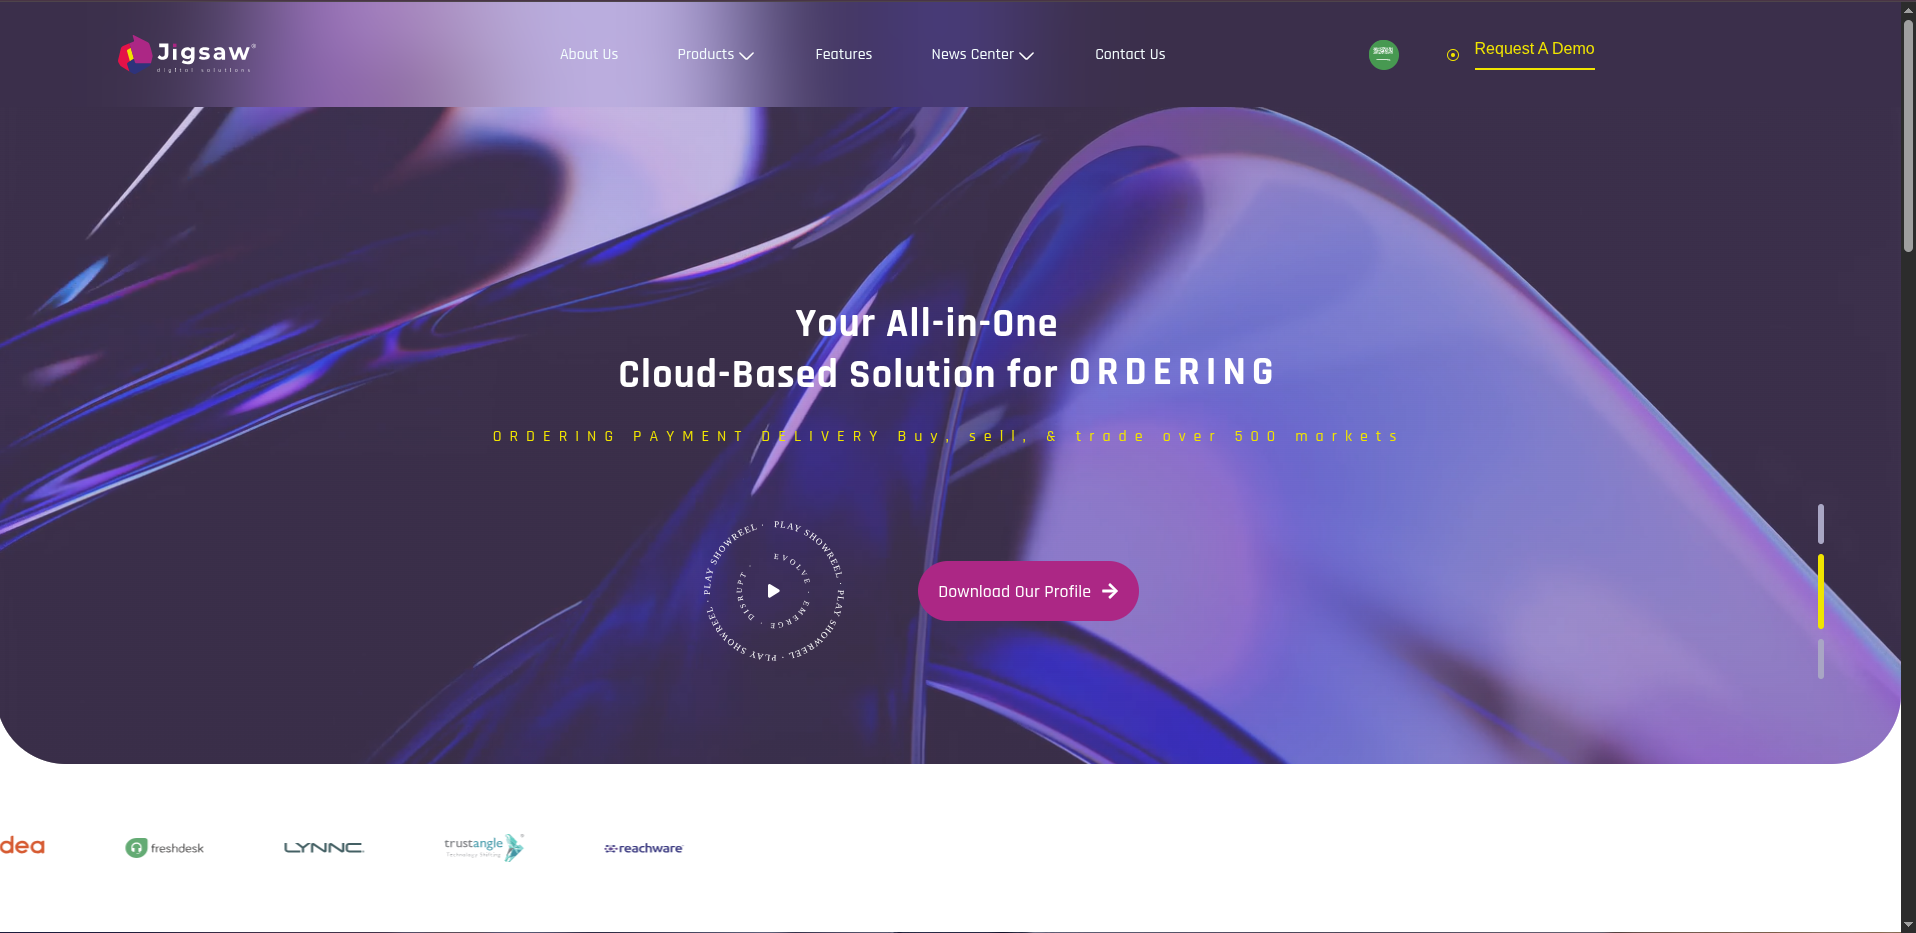 Jigsaw®
digital solutions
About Us
Products
Features
News Center
Contact Us
Request A Demo
Your All-in-One
Cloud-Based Solution for ORDERING
ORDERING PAYMENT DELIVERY Buy, sell, & trade over 500 markets
PLAY SHOWREEL · PLAY SHOWREEL · PLAY SHOWREEL · PLAY SHOWREEL ·
EVOLVE · EMERGE · DISRUPT ·
Download Our Profile
dea
freshdesk
LYNNC
trustangle
Technology Shifting
reachware